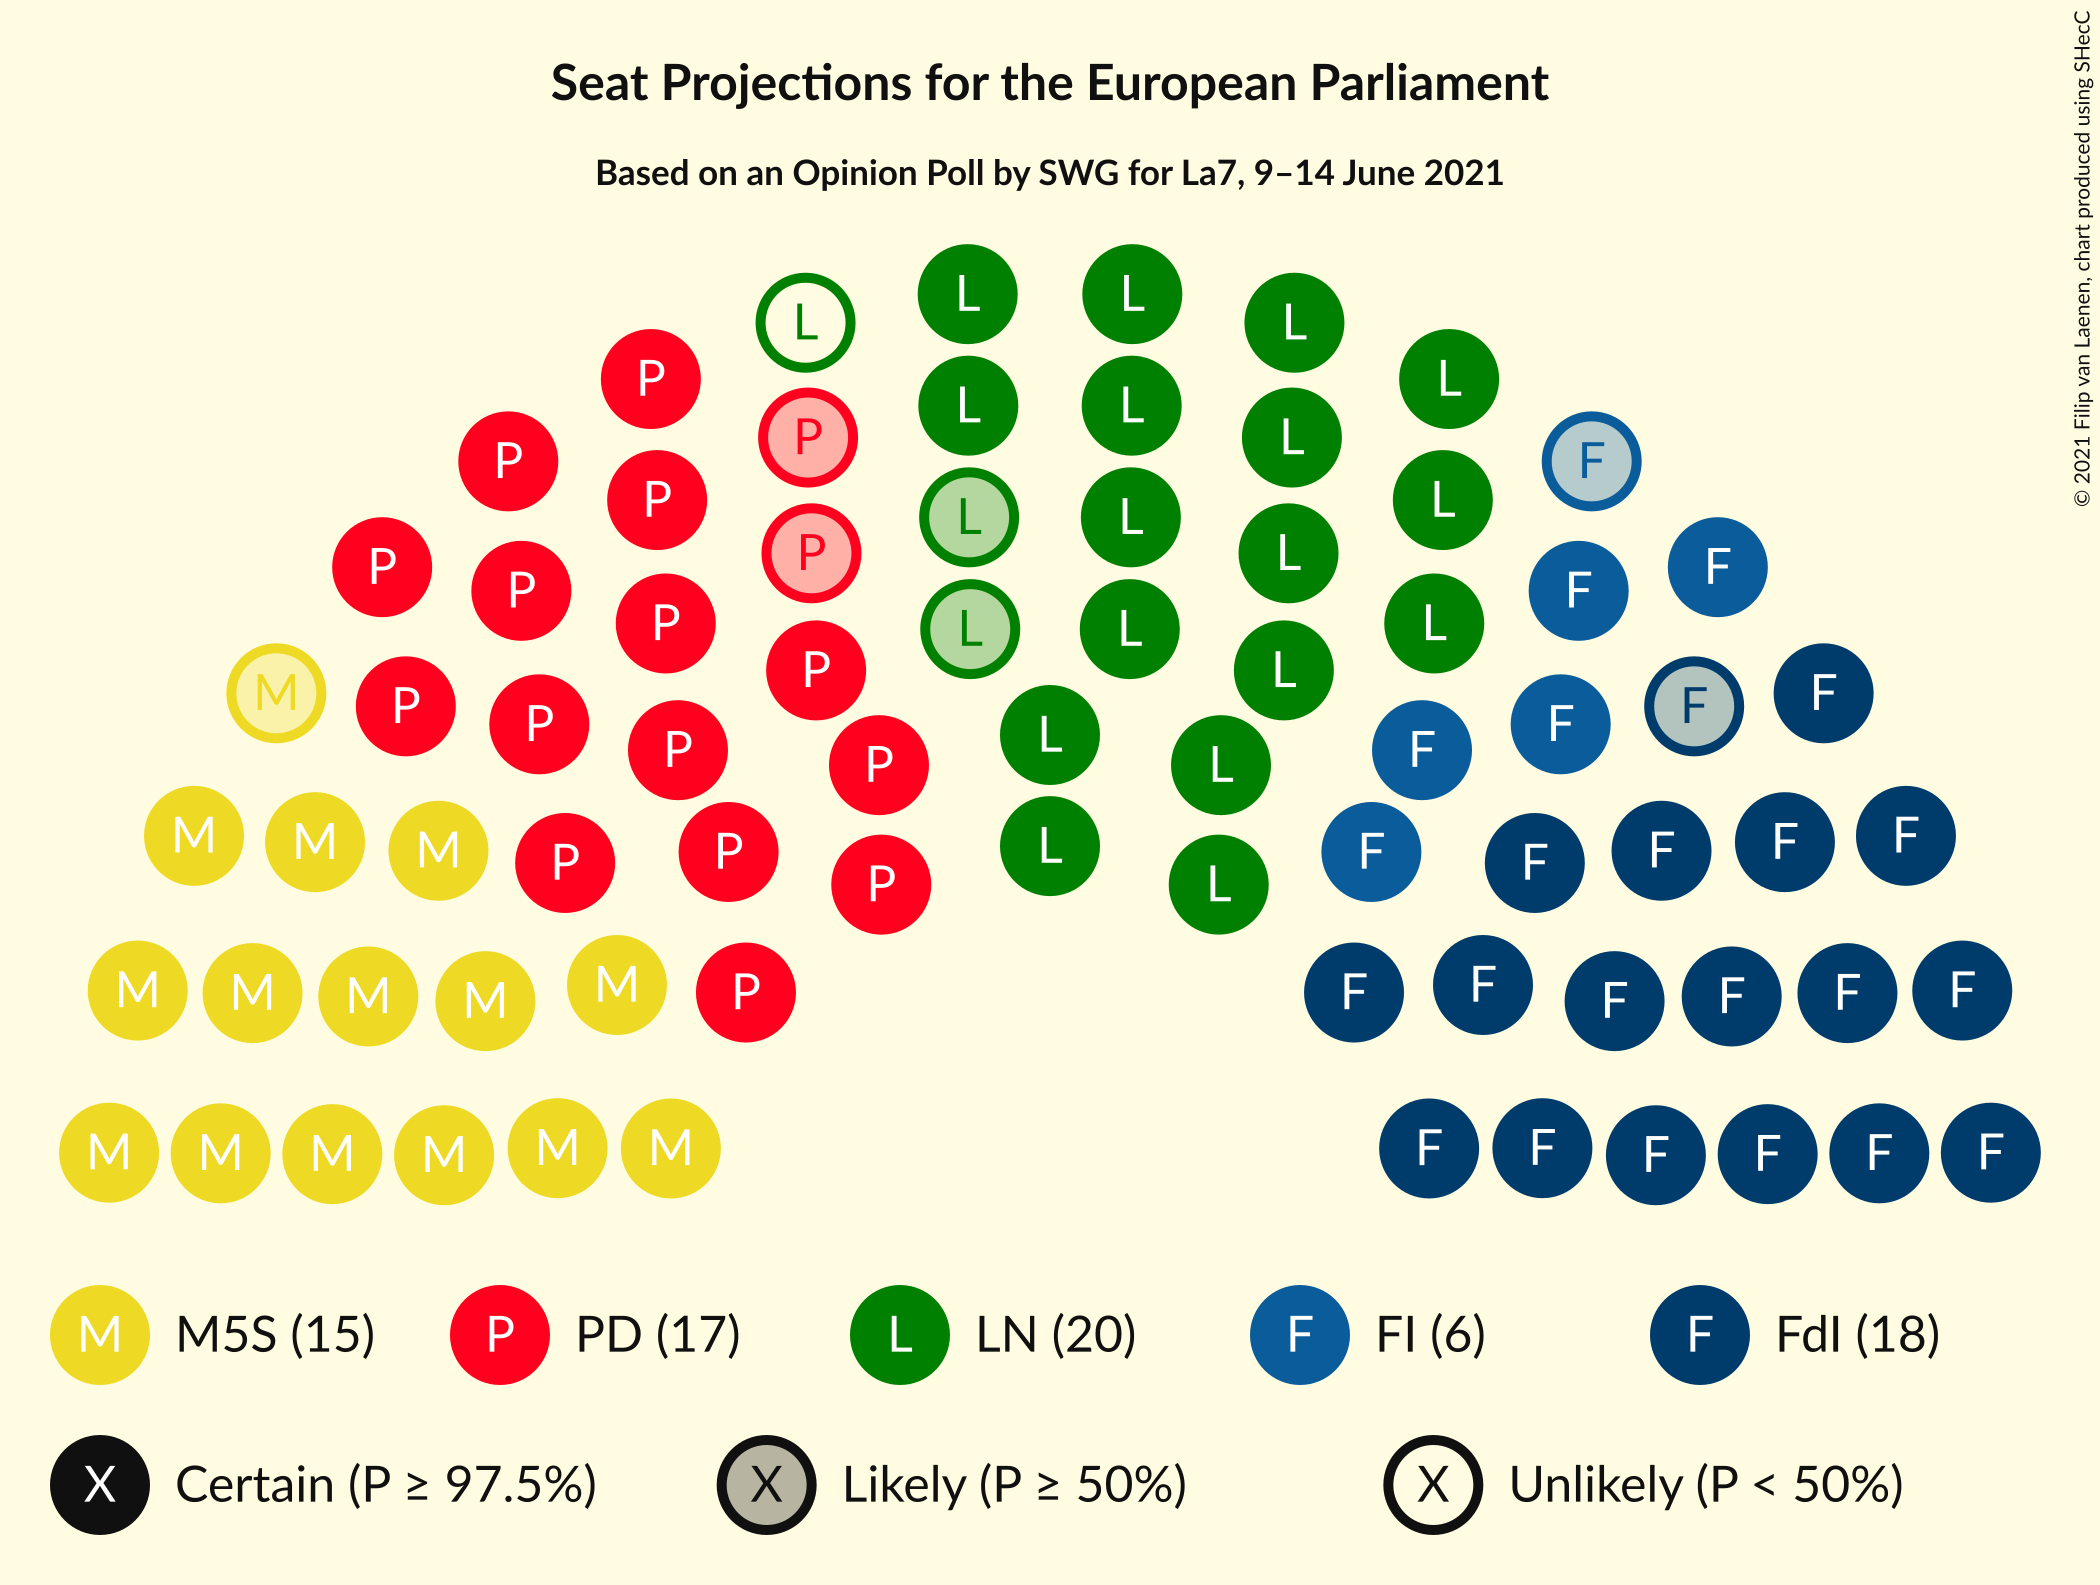 Seat Projections for the European Parliament
Based on an Opinion Poll by SWG for La7, 9–14 June 2021
© 2021 Filip van Laenen, chart produced using SHecC
L L L L
P L
P P L L L L F
P L
P L L L F
P P F
P L
P P L L
M P P L F F
P P P F F
P L L
M M M P P L F F F F F
P L
M M M M M P F F F F F F
M M M M M M F F F F F F
M M5S (15) P PD (17) L LN (20) F FI (6) F FdI (18)
X Certain (P ≥ 97.5%) X Likely (P ≥ 50%) X Unlikely (P < 50%)